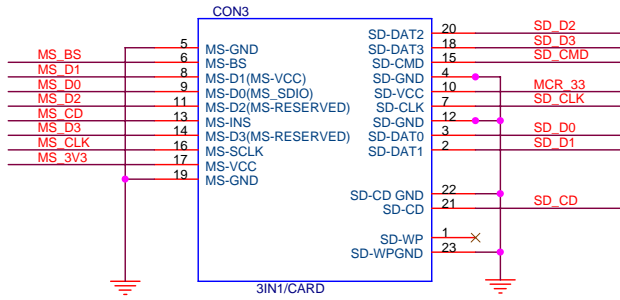 CON3
20 SD-DAT2 SD_D2
5 MS-GND
18 SD-DAT3 SD_D3
MS_BS 6 MS-BS
15 SD-CMD SD_CMD
MS_D1 8 MS-D1(MS-VCC)
4 SD-GND
MS_D0 9 MS-D0(MS_SDIO)
10 SD-VCC MCR_33
MS_D2 11 MS-D2(MS-RESERVED)
7 SD-CLK SD_CLK
MS_CD 13 MS-INS
12 SD-GND
MS_D3 14 MS-D3(MS-RESERVED)
3 SD-DAT0 SD_D0
MS_CLK 16 MS-SCLK
2 SD-DAT1 SD_D1
MS_3V3 17 MS-VCC
19 MS-GND
22 SD-CD GND
21 SD-CD SD_CD
1 SD-WP
23 SD-WPGND
3IN1/CARD